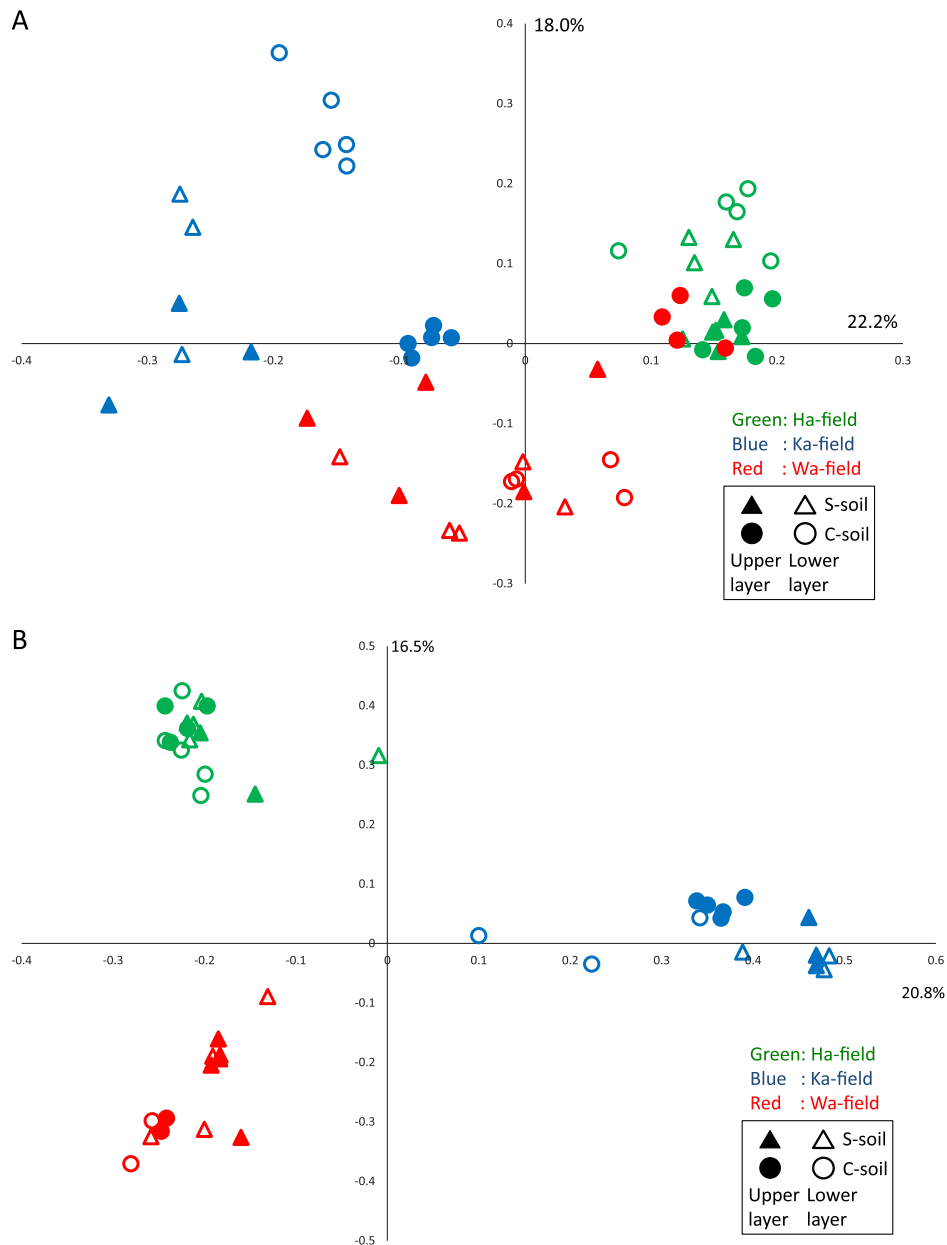 A
0.4
18.0%
0.3
0.2
0.1
22.2%
-0.4
-0.3
-0.2
-0.1
0
0.1
0.2
0.3
-0.1
Green: Ha-field
Blue : Ka-field
Red : Wa-field
-0.2
S-soil
C-soil
Upper Lower
layer layer
-0.3
B
0.5
16.5%
0.4
0.3
0.2
0.1
0
-0.4
-0.3
-0.2
-0.1
0
0.1
0.2
0.3
0.4
0.5
0.6
20.8%
-0.1
Green: Ha-field
-0.2
Blue : Ka-field
Red : Wa-field
-0.3
S-soil
C-soil
-0.4
Upper Lower
layer layer
-0.5